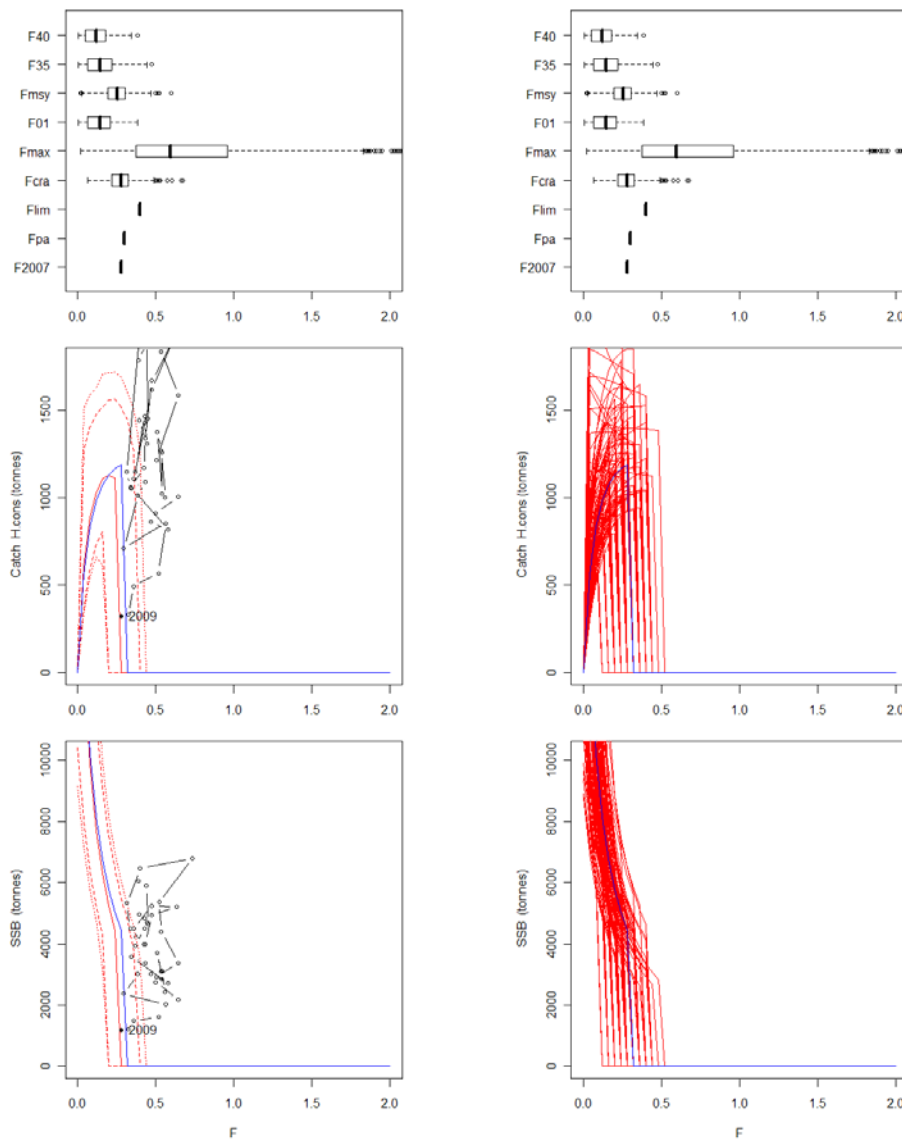 F40
F35
Fmsy
F01
Fmax
Fcra
Flim
Fpa
F2007
0.0 0.5 1.0 1.5 2.0
F40
F35
Fmsy
F01
Fmax
Fcra
Flim
Fpa
F2007
0.0 0.5 1.0 1.5 2.0
Catch H.cons (tonnes)
1500
1000
500
0
2009
0.0 0.5 1.0 1.5 2.0
Catch H.cons (tonnes)
1500
1000
500
0
0.0 0.5 1.0 1.5 2.0
SSB (tonnes)
10000
8000
6000
4000
2000
0
2009
0.0 0.5 1.0 1.5 2.0
F
SSB (tonnes)
10000
8000
6000
4000
2000
0
0.0 0.5 1.0 1.5 2.0
F